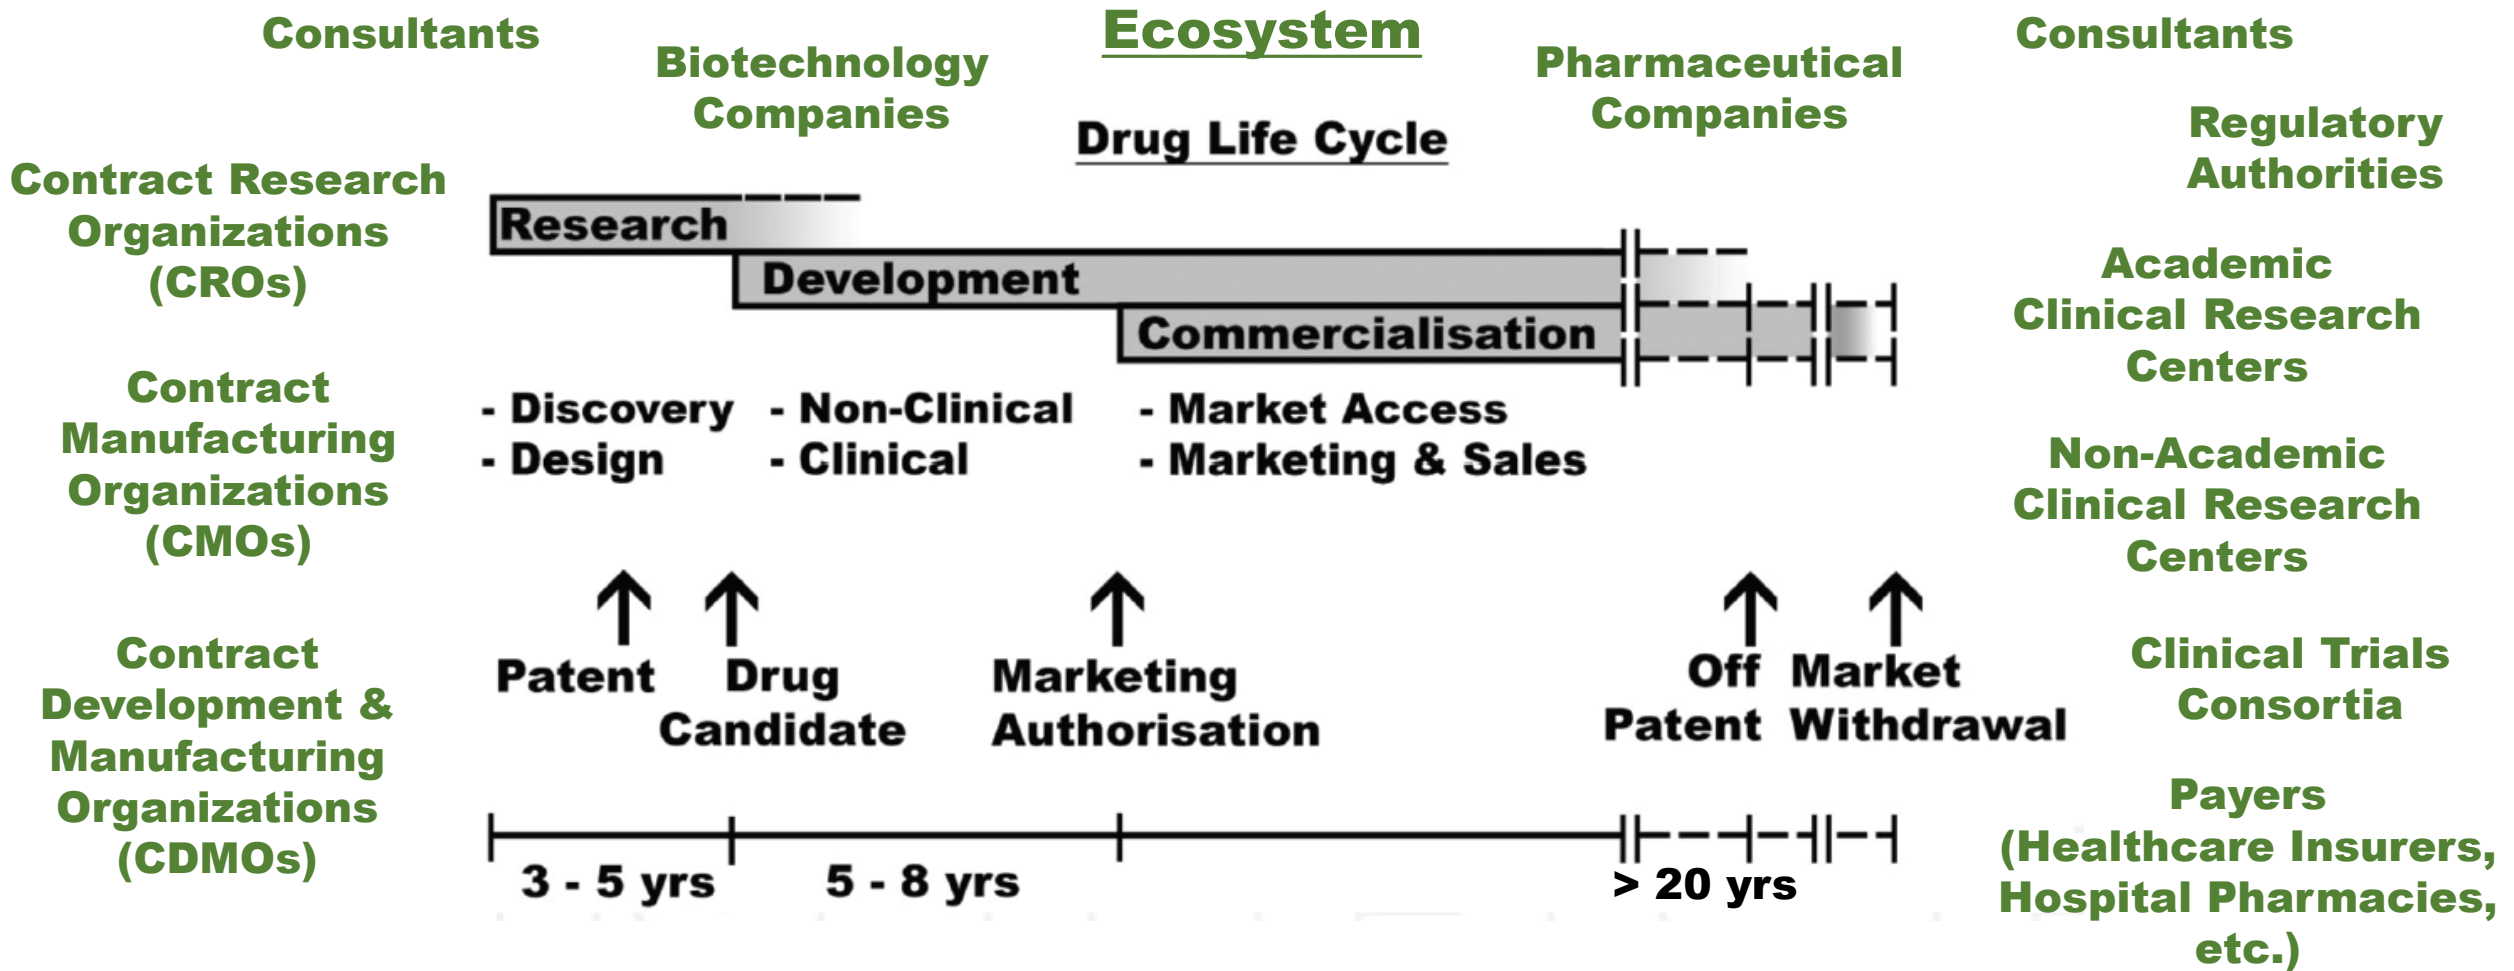 Ecosystem
Consultants
Biotechnology
Companies
Pharmaceutical
Companies
Consultants
Contract Research
Organizations
(CROs)
Contract
Manufacturing
Organizations
(CMOs)
Contract
Development &
Manufacturing
Organizations
(CDMOs)
Drug Life Cycle
Research
Development
Commercialisation
- Discovery
- Design
- Non-Clinical
- Clinical
- Market Access
- Marketing & Sales
Patent
Drug
Candidate
Marketing
Authorisation
Off
Patent
Market
Withdrawal
3 - 5 yrs
5 - 8 yrs
> 20 yrs
Regulatory
Authorities
Academic
Clinical Research
Centers
Non-Academic
Clinical Research
Centers
Clinical Trials
Consortia
Payers
(Healthcare Insurers,
Hospital Pharmacies,
etc.)